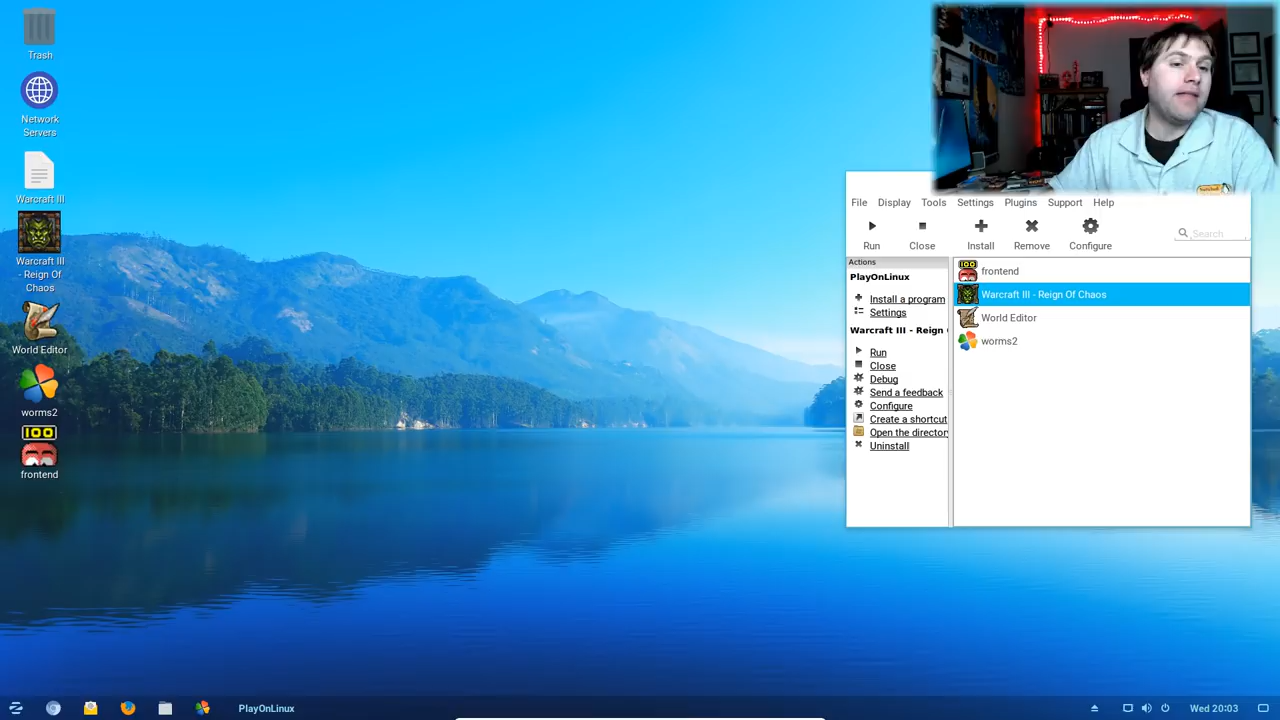 Trash
Network
Servers
Warcraft III
Warcraft III
- Reign Of
Chaos
World Editor
worms2
100
frontend
File Display Tools Settings Plugins Support Help
Run Close Install Remove Configure Search
Actions
PlayOnLinux
Install a program
Settings
Warcraft III - Reign
Run
Close
Debug
Send a feedback
Configure
Create a shortcut
Open the director
Uninstall
100
frontend
Warcraft III - Reign Of Chaos
World Editor
worms2
PlayOnLinux
Wed 20:03